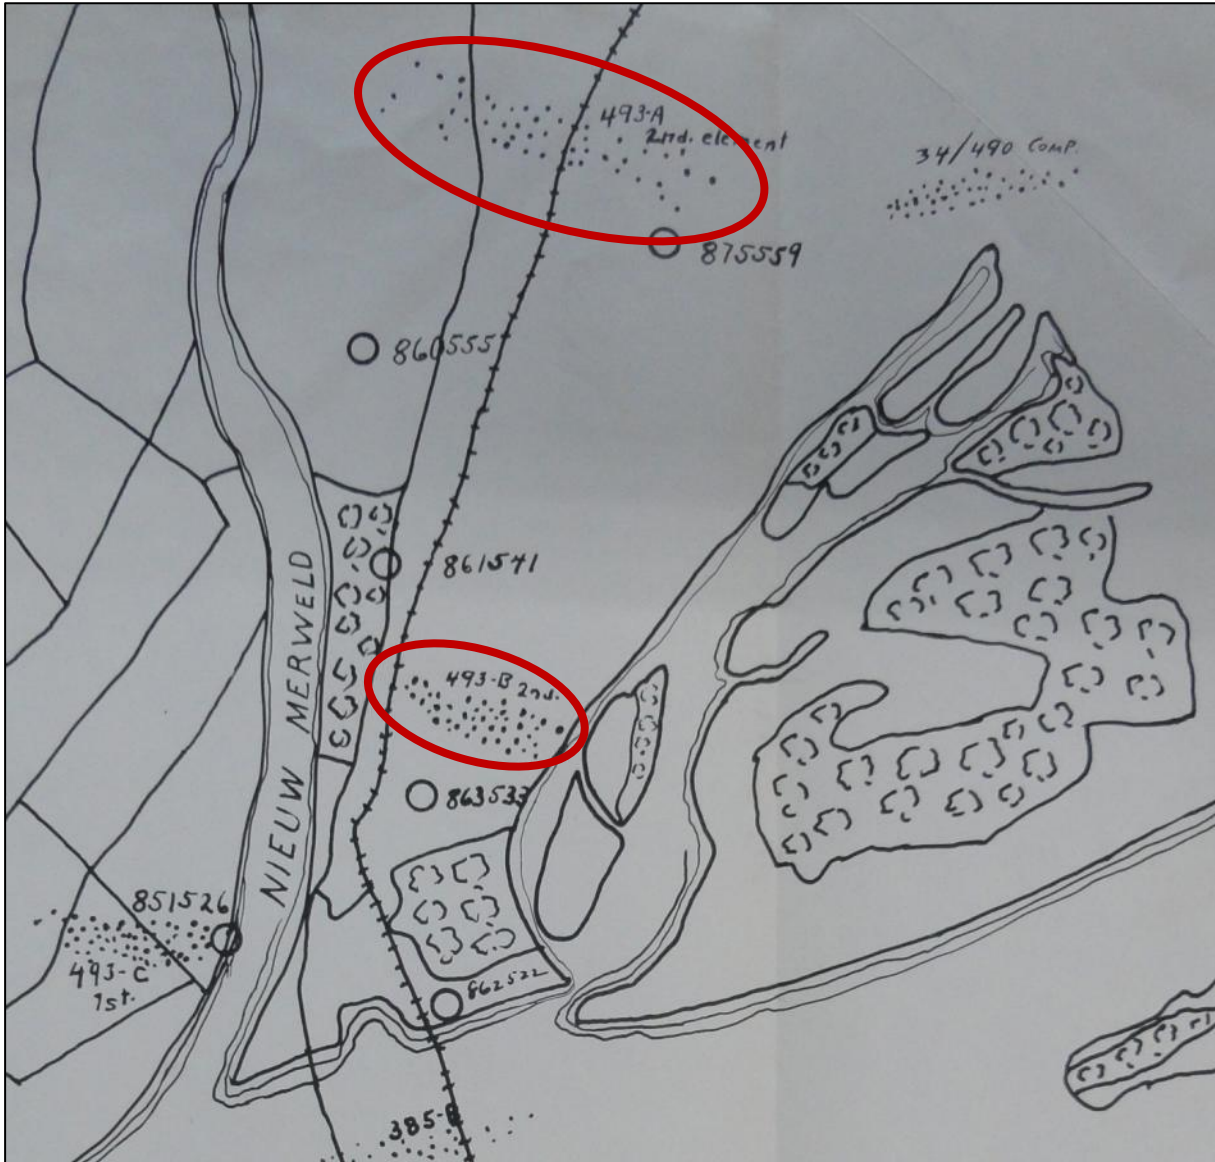 493-A
2nd. element
34/490 COMP.
875559
860555
861541
NIEUW MERWELD
493-B 2nd.
863533
851526
493-C
1st.
862522
385-B